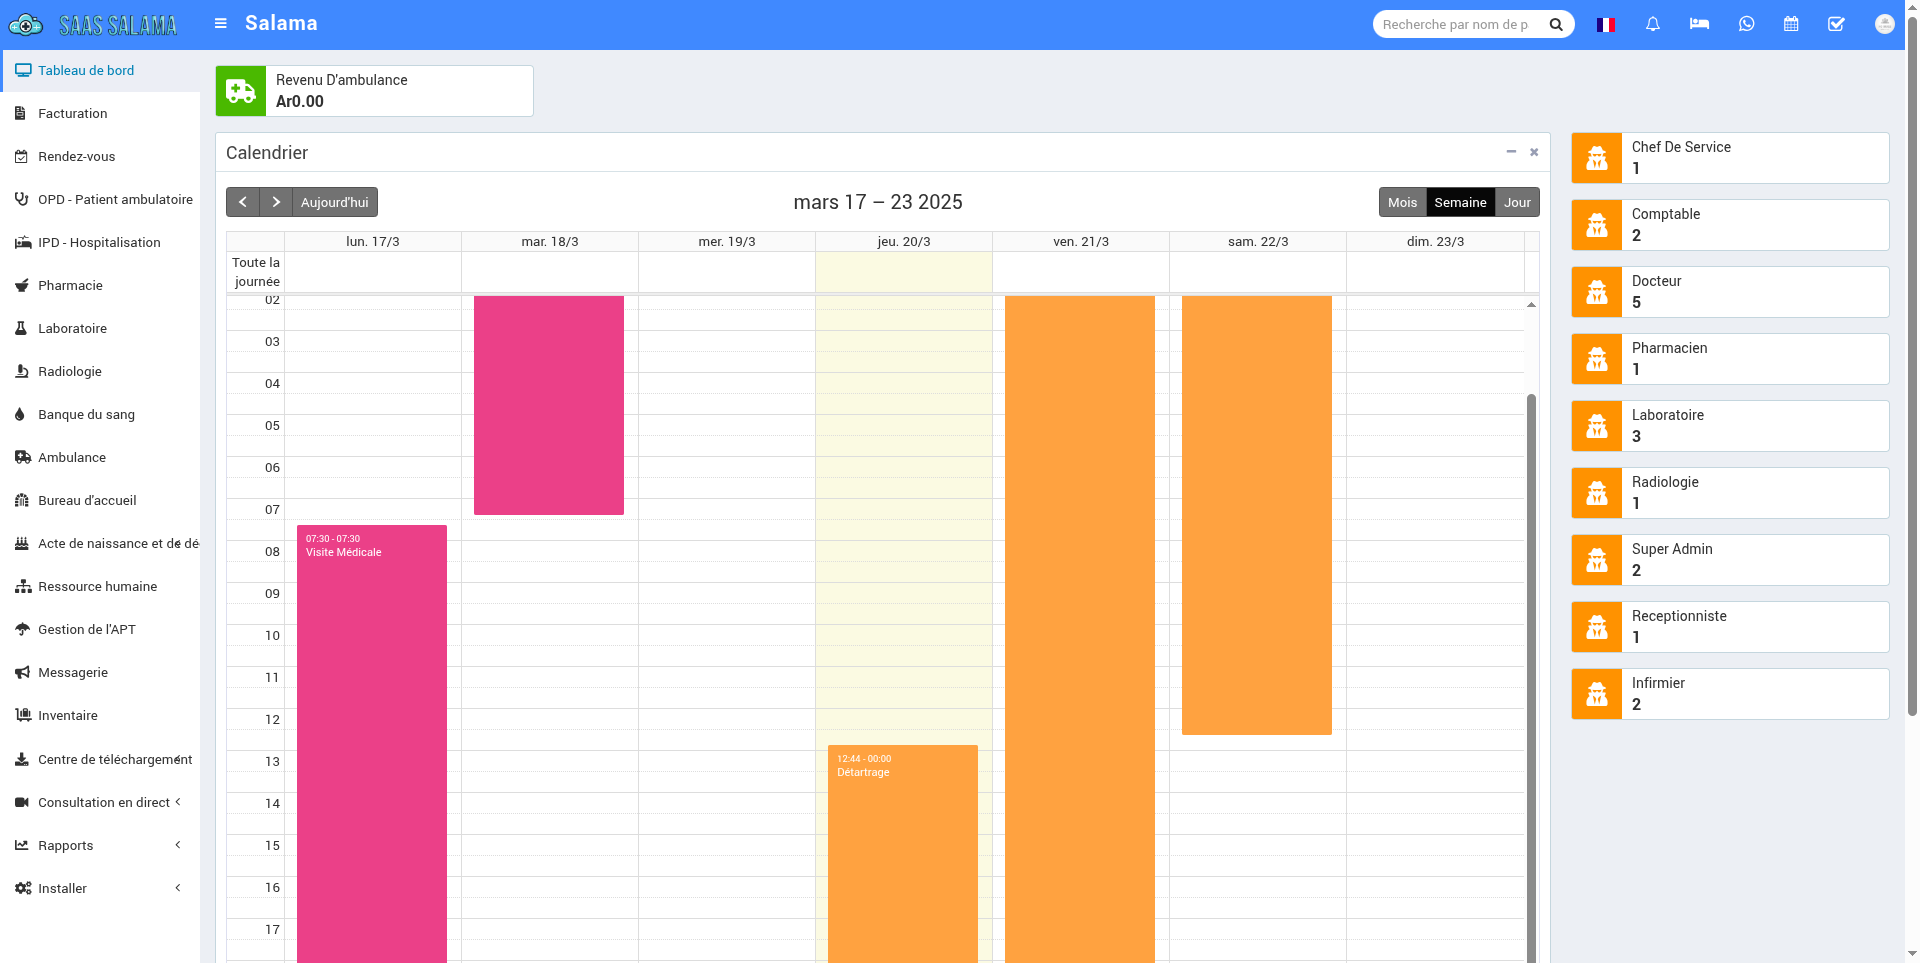 SAAS SALAMA
Salama
Recherche par nom de p
Tableau de bord
Facturation
Rendez-vous
OPD - Patient ambulatoire
IPD - Hospitalisation
Pharmacie
Laboratoire
Radiologie
Banque du sang
Ambulance
Bureau d'accueil
Acte de naissance et de dé
Ressource humaine
Gestion de l'APT
Messagerie
Inventaire
Centre de téléchargement
Consultation en direct
Rapports
Installer
Revenu D'ambulance
Ar0.00
Calendrier
Aujourd'hui
mars 17 – 23 2025
Mois Semaine Jour
lun. 17/3 mar. 18/3 mer. 19/3 jeu. 20/3 ven. 21/3 sam. 22/3 dim. 23/3
Toute la
journée
02
03
04
05
06
07
08
09
10
11
12
13
14
15
16
17
07:30 - 07:30
Visite Médicale
12:44 - 00:00
Détartrage
Chef De Service
1
Comptable
2
Docteur
5
Pharmacien
1
Laboratoire
3
Radiologie
1
Super Admin
2
Receptionniste
1
Infirmier
2